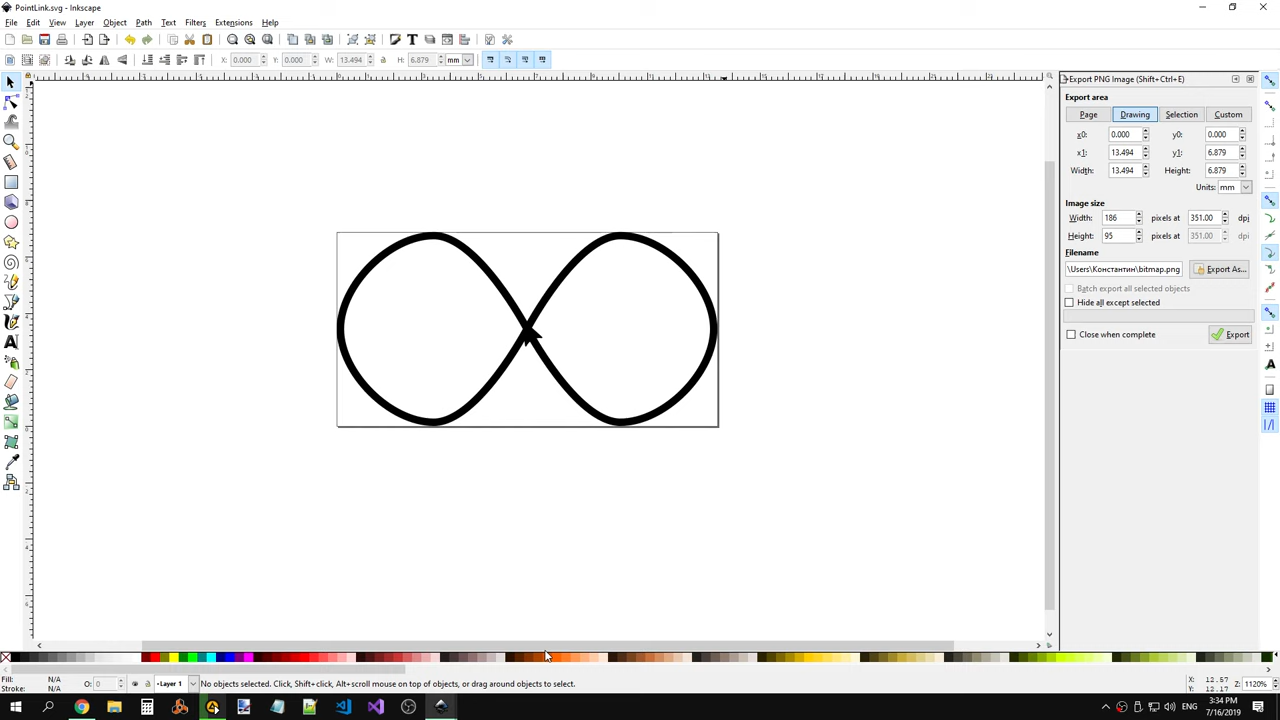 PointLink.svg - Inkscape
File Edit View Layer Object Path Text Filters Extensions Help
X: 0.000 Y: 0.000 W: 13.494 H: 6.879 mm
Export PNG Image (Shift+Ctrl+E)
Export area
Page Drawing Selection Custom
x0: 0.000 y0: 0.000
x1: 13.494 y1: 6.879
Width: 13.494 Height: 6.879
Units: mm
Image size
Width: 186 pixels at 351.00 dpi
Height: 95 pixels at 351.00 dpi
Filename
\Users\Константин\bitmap.png Export As...
Batch export all selected objects
Hide all except selected
Close when complete Export
Fill: N/A
Stroke: N/A
O: 0
Layer 1
No objects selected. Click, Shift+click, Alt+scroll mouse on top of objects, or drag around objects to select.
X: 12.57
Y: 12.17
Z: 1120%
3:34 PM
7/16/2019